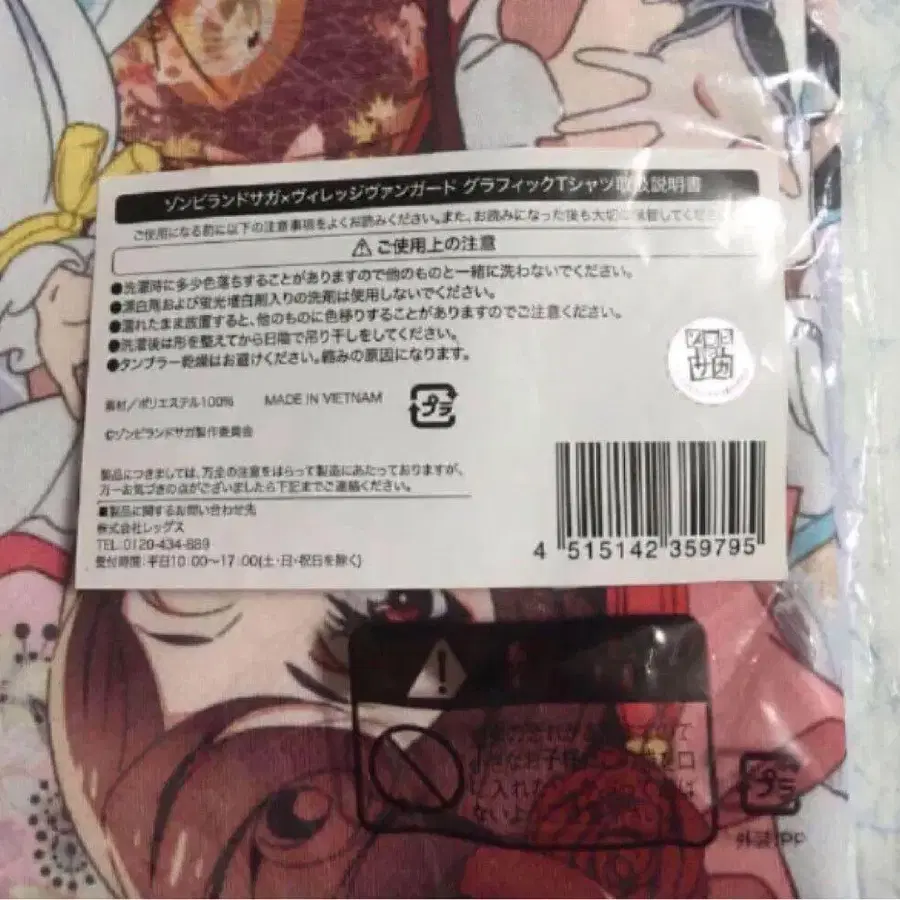 ゾンビランドサガ×ヴィレッジヴァンガード グラフィックTシャツ取扱説明書
ご使用になる前に以下の注意事項をよくお読みください。また、お読みになった後も大切に保管してください。
ご使用上の注意
●洗濯時に多少色落ちすることがありますので他のものと一緒に洗わないでください。
●漂白剤および蛍光増白剤入りの洗剤は使用しないでください。
●濡れたまま放置すると、他のものに色移りすることがありますのでご注意ください。
●洗濯後は形を整えてから日陰で吊り干しをしてください。
●タンブラー乾燥はお避けください。縮みの原因になります。
素材/ポリエステル100% MADE IN VIETNAM プラ
©ゾンビランドサガ製作委員会
製品につきましては、万全の注意をはらって製造にあたっておりますが、
万一お気づきの点がございましたら下記までご連絡ください。
■製品に関するお問い合わせ先
株式会社レッグス
TEL:0120-434-889
受付時間:平日10:00〜17:00(土・日・祝日を除く)
4 515142 359795
お子様
口
に入れた
プラ
外装:PP